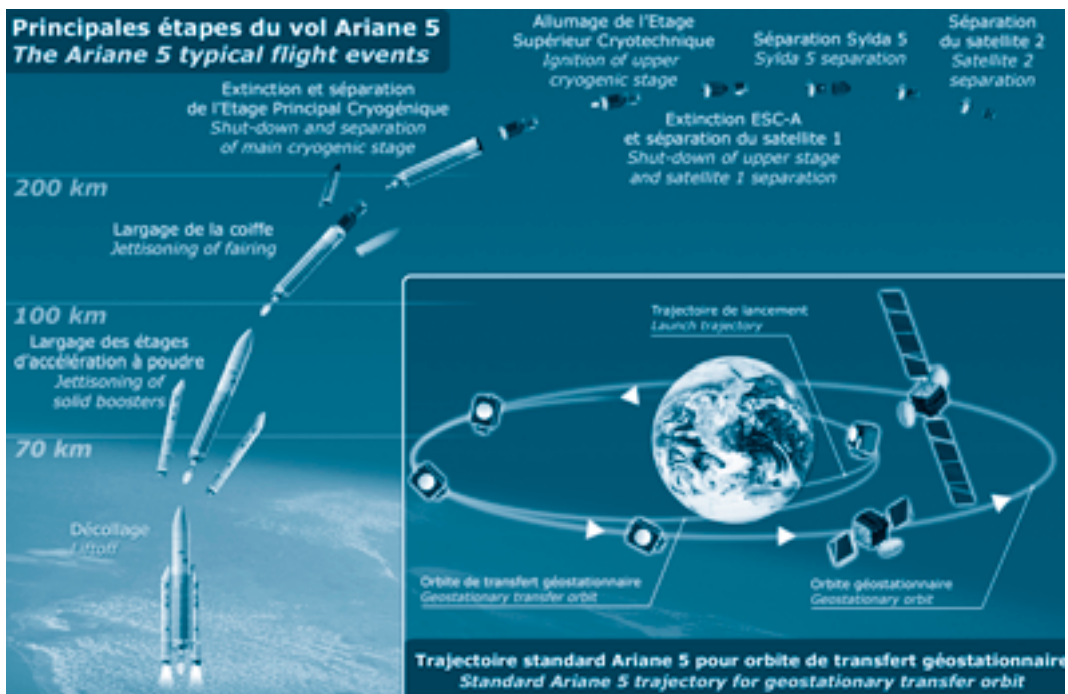 Principales étapes du vol Ariane 5
The Ariane 5 typical flight events
Allumage de l'Etage
Supérieur Cryotechnique
Ignition of upper
cryogenic stage
Séparation Sylda 5
Sylda 5 separation
Séparation
du satellite 2
Satellite 2
separation
Extinction et séparation
de l'Etage Principal Cryogénique
Shut-down and separation
of main cryogenic stage
Extinction ESC-A
et séparation du satellite 1
Shut-down of upper stage
and satellite 1 separation
200 km
Largage de la coiffe
Jettisoning of fairing
100 km
Largage des étages
d'accélération à poudre
Jettisoning of
solid boosters
70 km
Décollage
Liftoff
Trajectoire de lancement
Launch trajectory
Orbite de transfert géostationnaire
Geostationary transfer orbit
Orbite géostationnaire
Geostationary orbit
Trajectoire standard Ariane 5 pour orbite de transfert géostationnaire
Standard Ariane 5 trajectory for geostationary transfer orbit